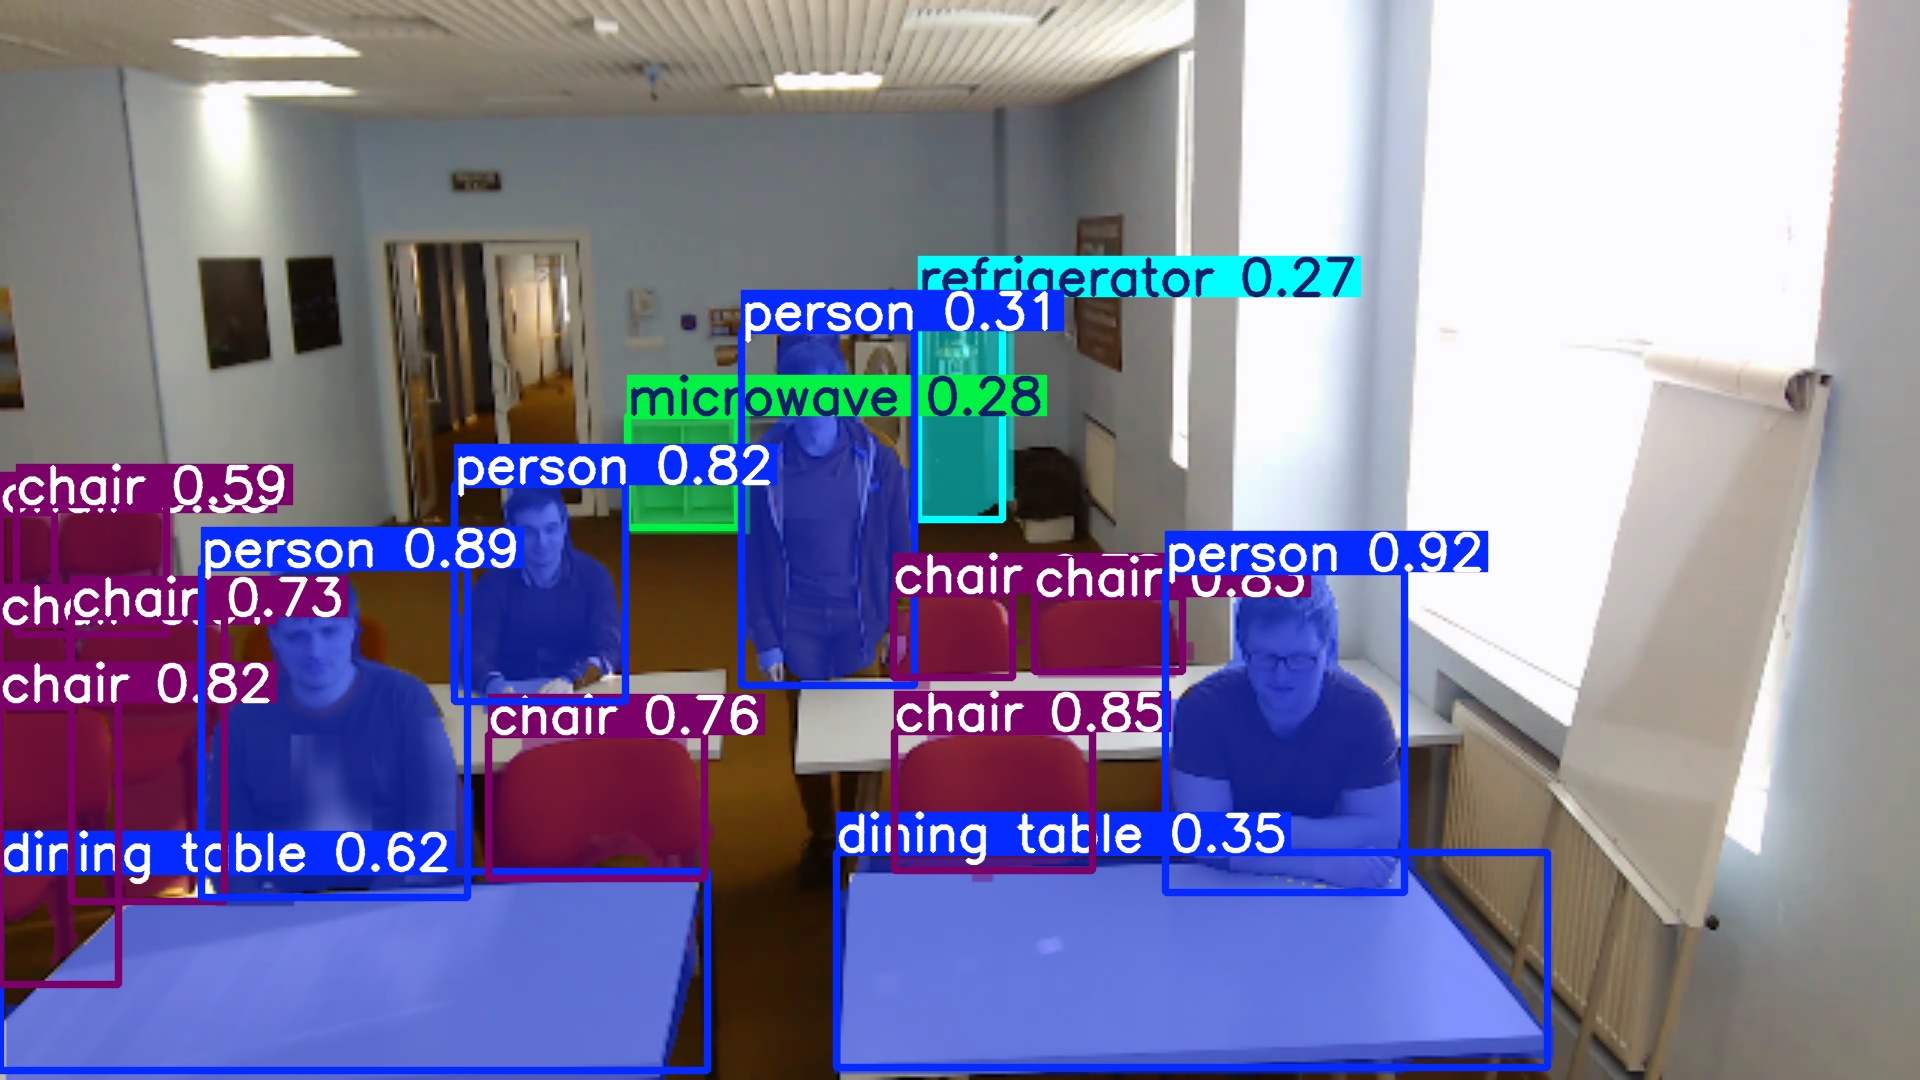 refrigerator 0.27
person 0.31
microwave 0.28
person 0.82
chair 0.59
person 0.89
person 0.92
chair
chair 0.83
chair 0.73
chair 0.82
chair 0.76
chair 0.85
dining table 0.35
dining table 0.62